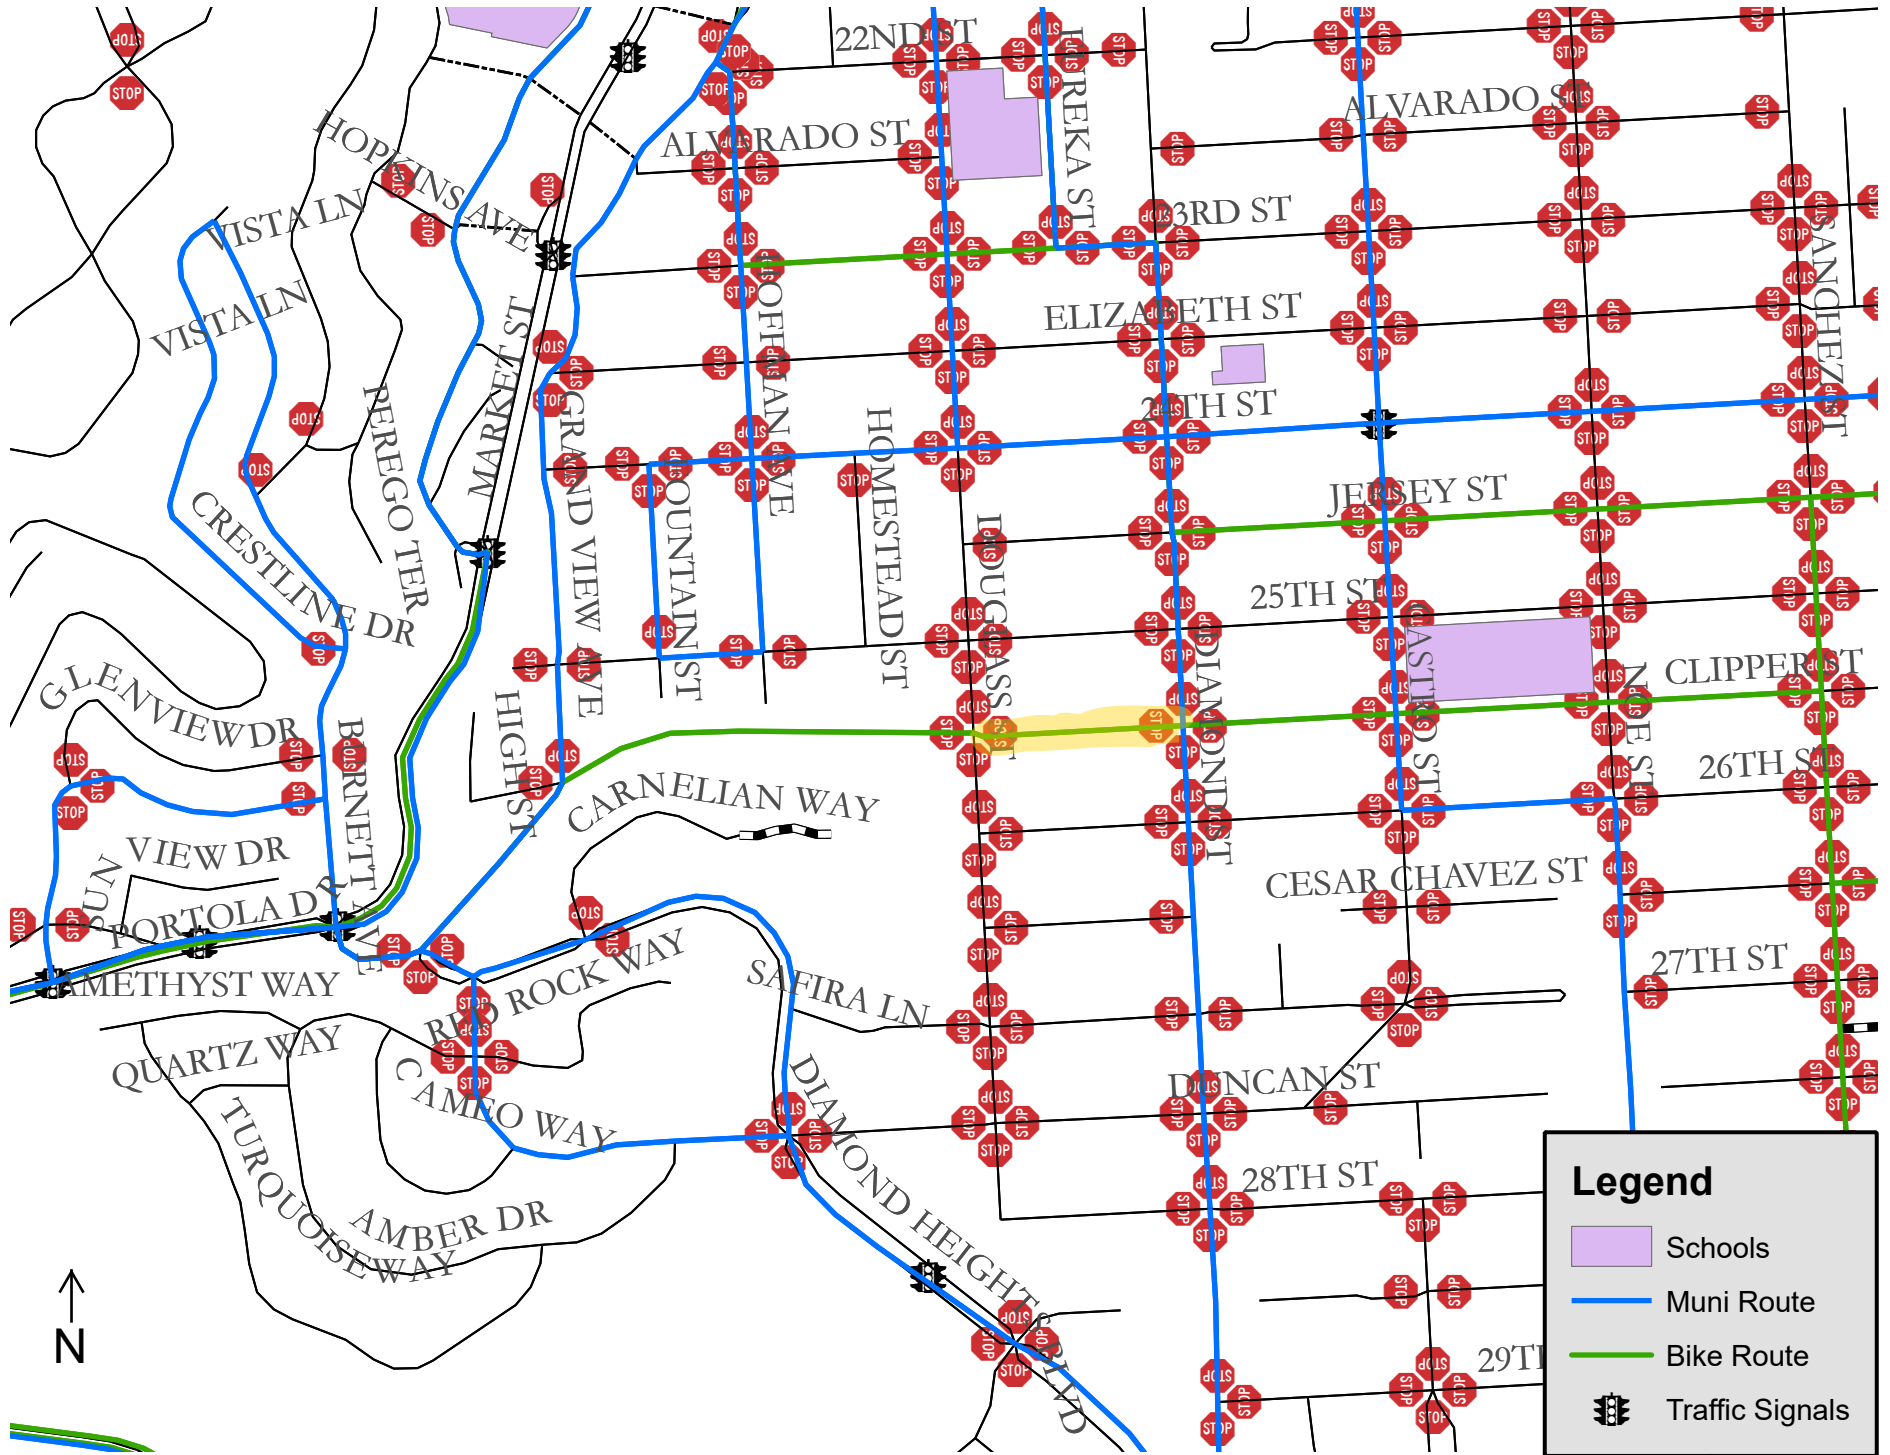 22ND ST
EUREKA ST
ALVARADO ST
ALVARADO ST
HOPKINS AVE
VISTA LN
23RD ST
SANCHEZ ST
VISTA LN
ELIZABETH ST
MARKET ST
HOFFMAN AVE
PEREGO TER
GRAND VIEW AVE
24TH ST
HOMESTEAD ST
FOUNTAIN ST
JERSEY ST
CRESTLINE DR
DOUGLASS ST
25TH ST
CASTRO ST
DIAMOND ST
NOE ST
CLIPPER ST
GLENVIEW DR
HIGH ST
BURNETT AVE
26TH ST
CARNELIAN WAY
VIEW DR
SUN
CESAR CHAVEZ ST
PORTOLA DR
RED ROCK WAY
27TH ST
AMETHYST WAY
SAFIRA LN
QUARTZ WAY
CAMEO WAY
DUNCAN ST
DIAMOND HEIGHTS BLVD
TURQUOISE WAY
AMBER DR
28TH ST
29TH
STOP
N
Legend
Schools
Muni Route
Bike Route
Traffic Signals